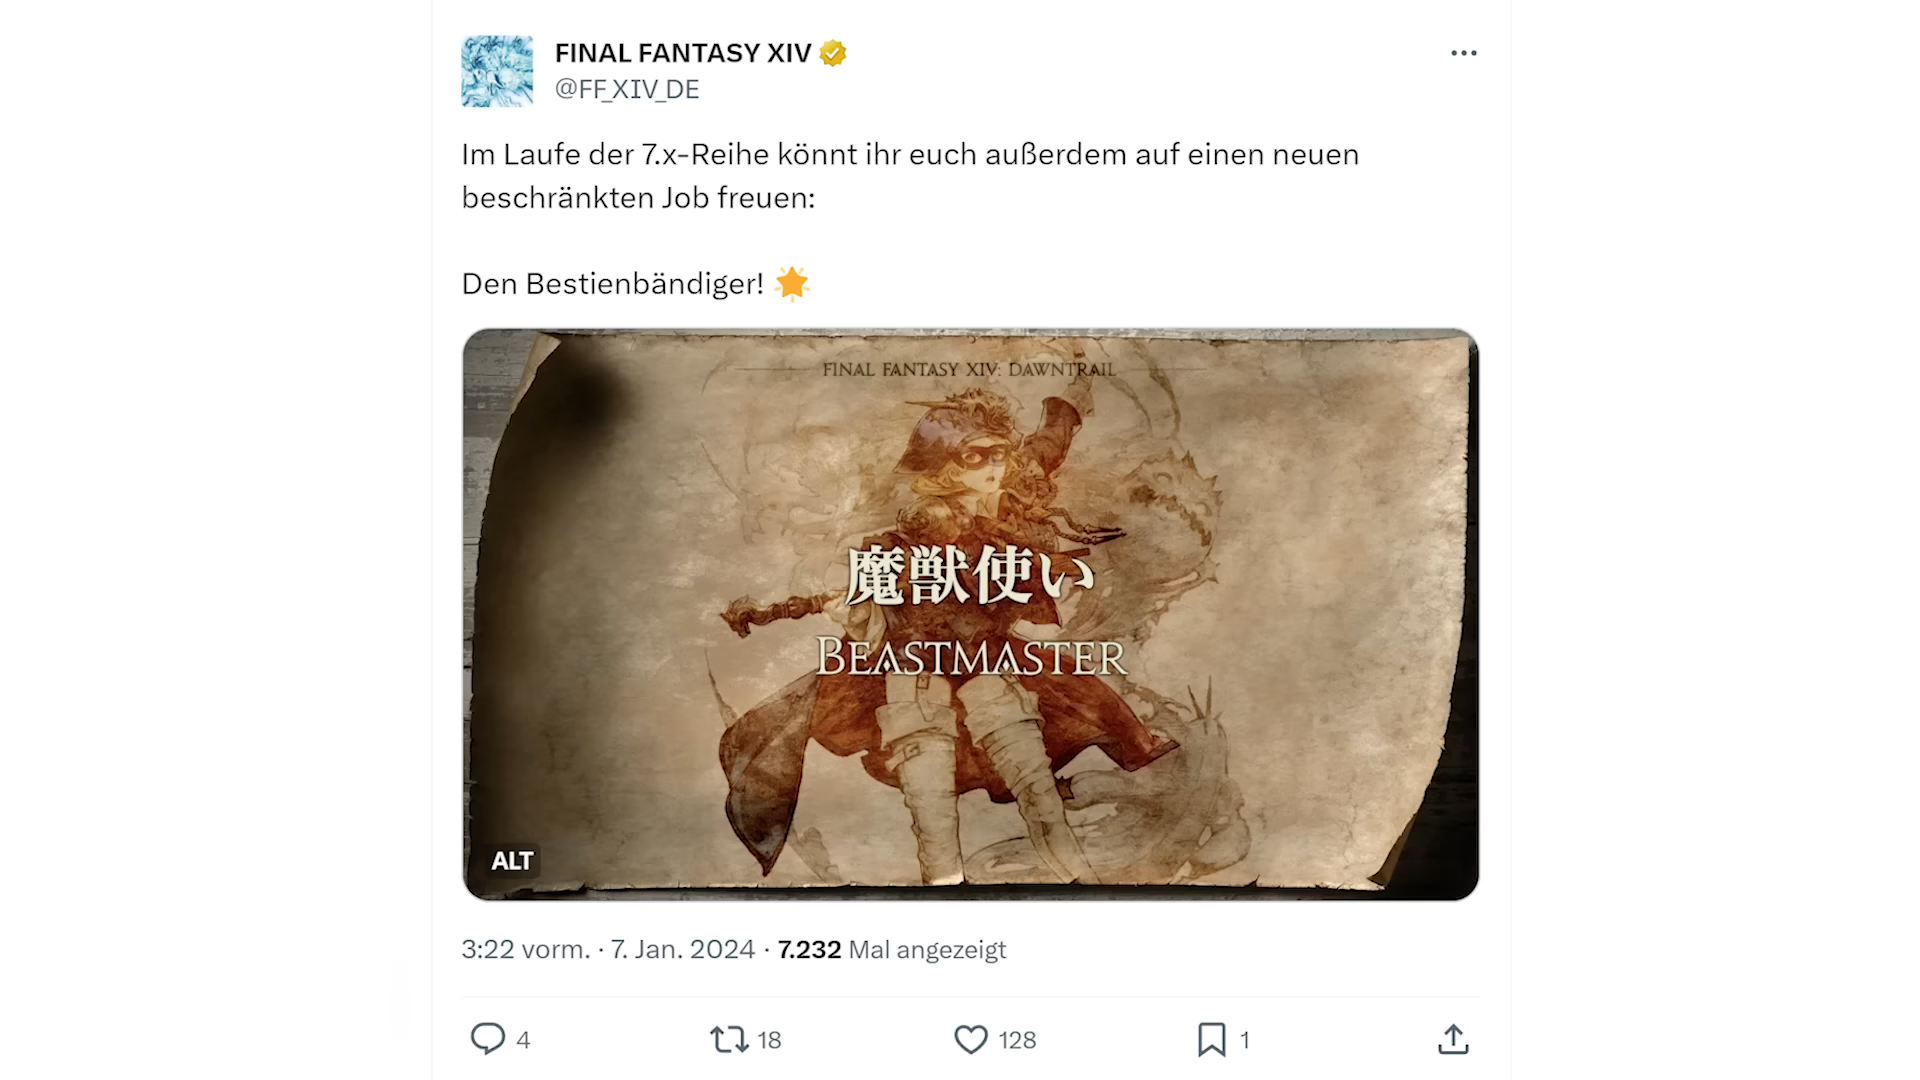 FINAL FANTASY XIV
@FF_XIV_DE
Im Laufe der 7.x-Reihe könnt ihr euch außerdem auf einen neuen
beschränkten Job freuen:
Den Bestienbändiger! 🌟
FINAL FANTASY XIV: DAWNTRAIL
魔獣使い
BEASTMASTER
ALT
3:22 vorm. · 7. Jan. 2024 · 7.232 Mal angezeigt
4 18 128 1